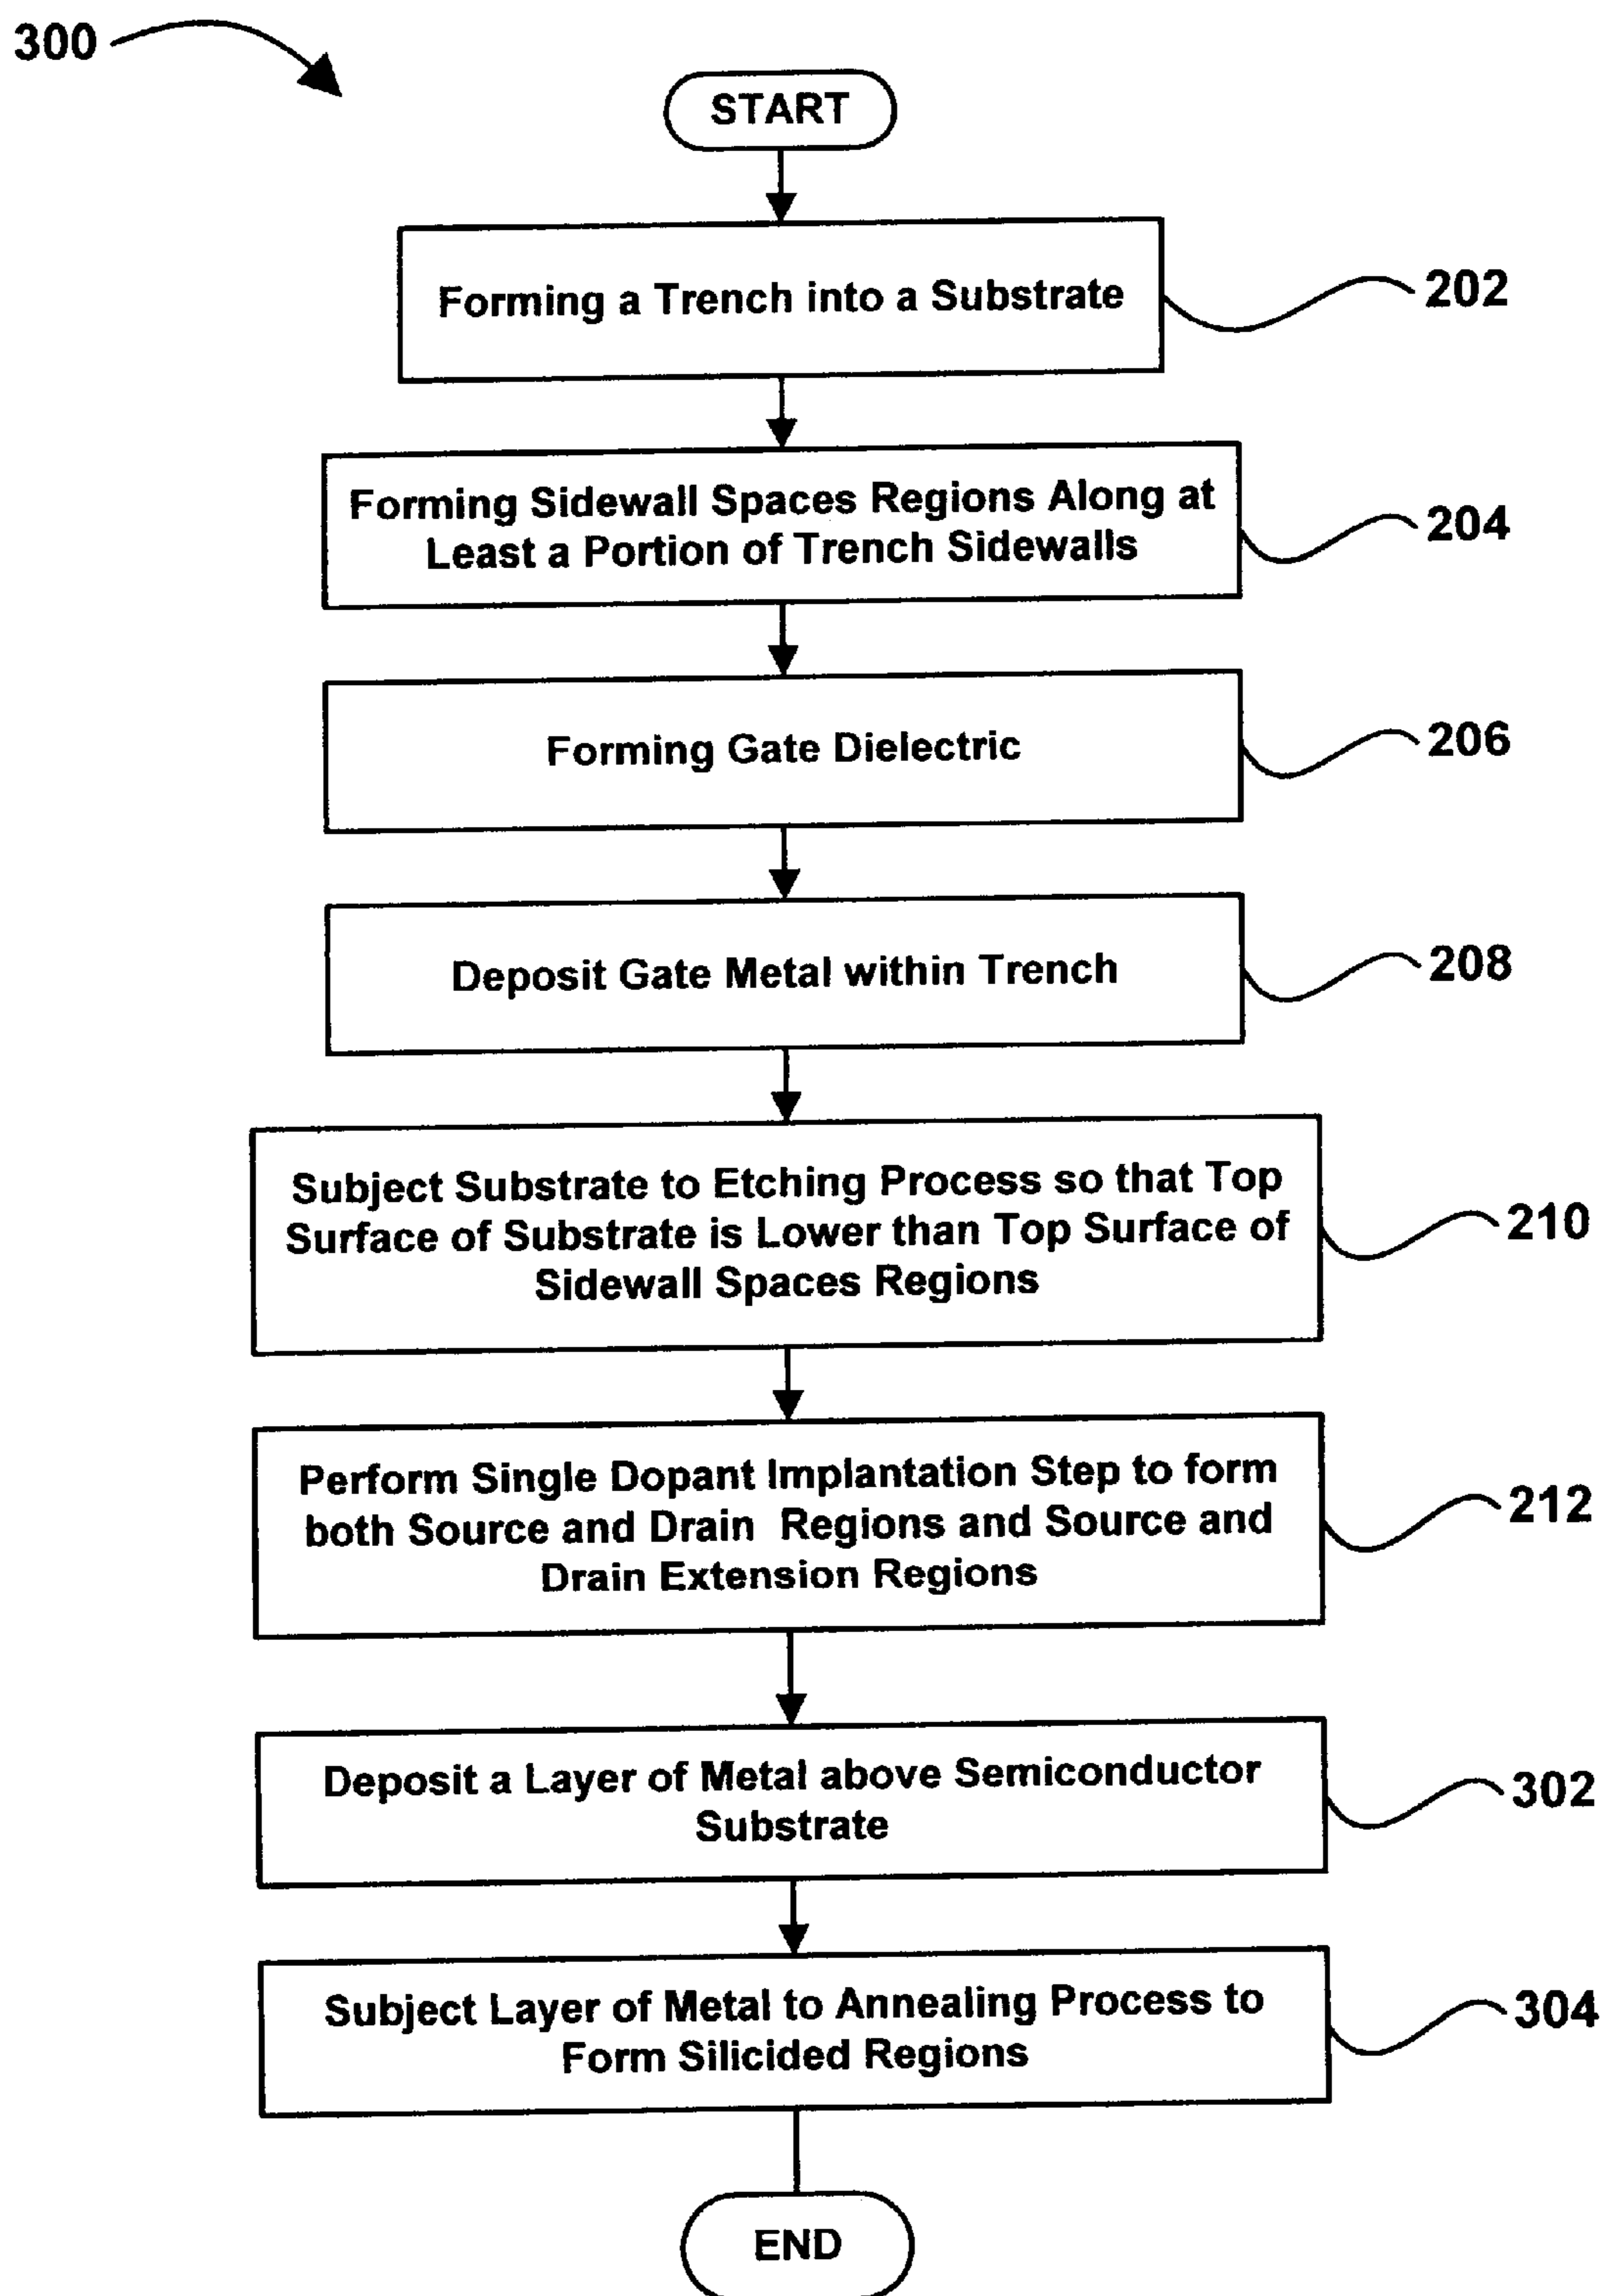 300
START
Forming a Trench into a Substrate
202
Forming Sidewall Spaces Regions Along at
Least a Portion of Trench Sidewalls
204
Forming Gate Dielectric
206
Deposit Gate Metal within Trench
208
Subject Substrate to Etching Process so that Top
Surface of Substrate is Lower than Top Surface of
Sidewall Spaces Regions
210
Perform Single Dopant Implantation Step to form
both Source and Drain Regions and Source and
Drain Extension Regions
212
Deposit a Layer of Metal above Semiconductor
Substrate
302
Subject Layer of Metal to Annealing Process to
Form Silicided Regions
304
END